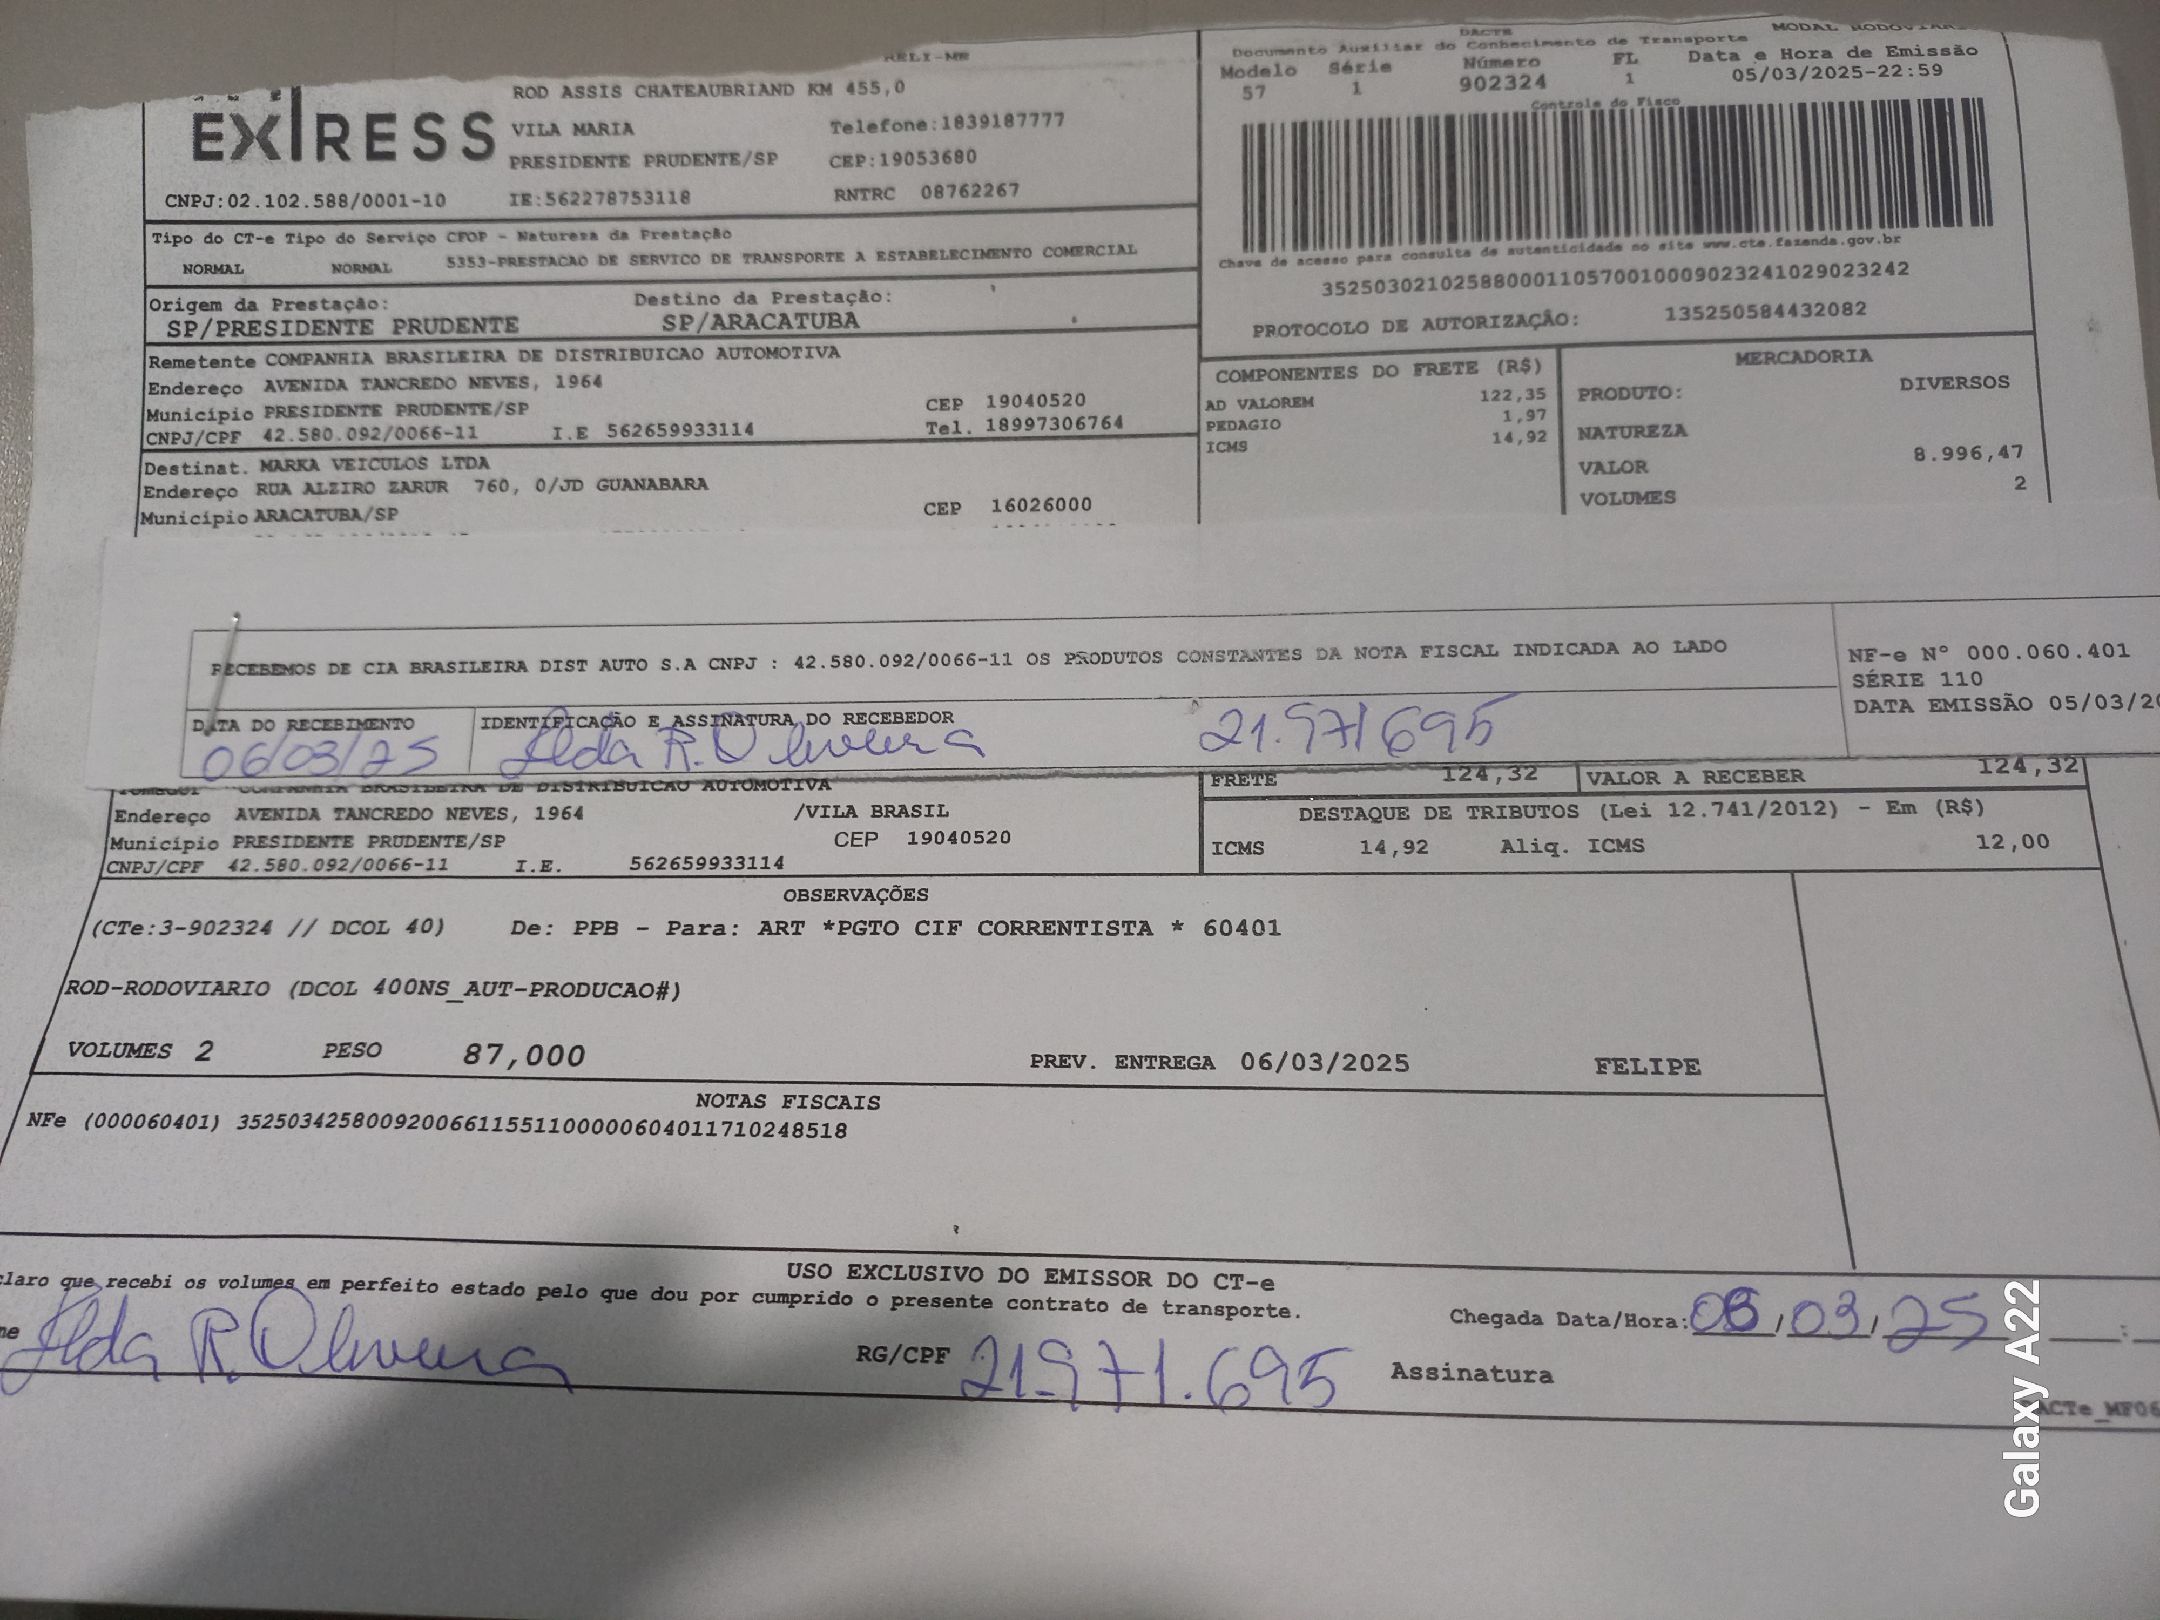 DACTE
MODAL RODOVIAR
RELI-ME
Documento Auxiliar do Conhecimento de Transporte
Modelo Série Número FL Data e Hora de Emissão
57 1 902324 1 05/03/2025-22:59
Controle do Fisco
EXPRESS
ROD ASSIS CHATEAUBRIAND KM 455,0
VILA MARIA Telefone:1839187777
PRESIDENTE PRUDENTE/SP CEP:19053680
CNPJ:02.102.588/0001-10 IE:562278753118 RNTRC 08762267
Tipo do CT-e Tipo do Serviço CFOP - Natureza da Prestação
NORMAL NORMAL 5353-PRESTACAO DE SERVICO DE TRANSPORTE A ESTABELECIMENTO COMERCIAL
Chave de acesso para consulta de autenticidade no site www.cte.fazenda.gov.br
35250302102588000110570010009023241029023242
PROTOCOLO DE AUTORIZAÇÃO: 135250584432082
Origem da Prestação: Destino da Prestação:
SP/PRESIDENTE PRUDENTE SP/ARACATUBA
Remetente COMPANHIA BRASILEIRA DE DISTRIBUICAO AUTOMOTIVA
Endereço AVENIDA TANCREDO NEVES, 1964
Município PRESIDENTE PRUDENTE/SP CEP 19040520
CNPJ/CPF 42.580.092/0066-11 I.E 562659933114 Tel. 18997306764
COMPONENTES DO FRETE (R$)
AD VALOREM 122,35
PEDAGIO 1,97
ICMS 14,92
MERCADORIA
PRODUTO: DIVERSOS
NATUREZA
VALOR 8.996,47
VOLUMES 2
Destinat. MARKA VEICULOS LTDA
Endereço RUA ALZIRO ZARUR 760, 0/JD GUANABARA
Município ARACATUBA/SP CEP 16026000
RECEBEMOS DE CIA BRASILEIRA DIST AUTO S.A CNPJ : 42.580.092/0066-11 OS PRODUTOS CONSTANTES DA NOTA FISCAL INDICADA AO LADO
NF-e Nº 000.060.401
SÉRIE 110
DATA EMISSÃO 05/03/20
DATA DO RECEBIMENTO IDENTIFICAÇÃO E ASSINATURA DO RECEBEDOR
06/03/25 Ilda R. Oliveira 21.971695
COMPANHIA BRASILEIRA DE DISTRIBUICAO AUTOMOTIVA
FRETE 124,32 VALOR A RECEBER 124,32
Endereço AVENIDA TANCREDO NEVES, 1964 /VILA BRASIL
Município PRESIDENTE PRUDENTE/SP CEP 19040520
CNPJ/CPF 42.580.092/0066-11 I.E. 562659933114
DESTAQUE DE TRIBUTOS (Lei 12.741/2012) - Em (R$)
ICMS 14,92 Aliq. ICMS 12,00
OBSERVAÇÕES
(CTe:3-902324 // DCOL 40) De: PPB - Para: ART *PGTO CIF CORRENTISTA * 60401
ROD-RODOVIARIO (DCOL 400NS_AUT-PRODUCAO#)
VOLUMES 2 PESO 87,000 PREV. ENTREGA 06/03/2025 FELIPE
NOTAS FISCAIS
NFe (000060401) 35250342580092006611551100000604011710248518
USO EXCLUSIVO DO EMISSOR DO CT-e
claro que recebi os volumes em perfeito estado pelo que dou por cumprido o presente contrato de transporte.
me Ilda R. Oliveira RG/CPF 21.971.695 Assinatura
Chegada Data/Hora: 06/03/25 :
ACTe_MF06
Galaxy A22